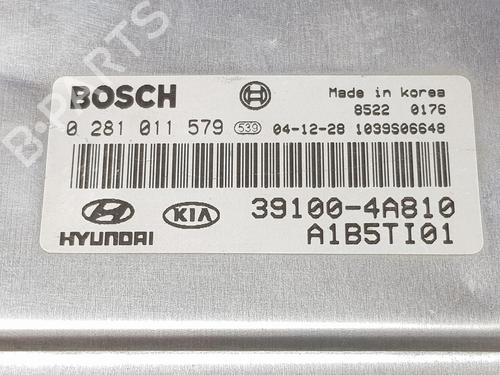 B-PARTS
BOSCH
Made in korea
8522 0176
0 281 011 579 539 04-12-28 1039S06648
HYUNDAI
KIA
39100-4A810
A1B5TI01